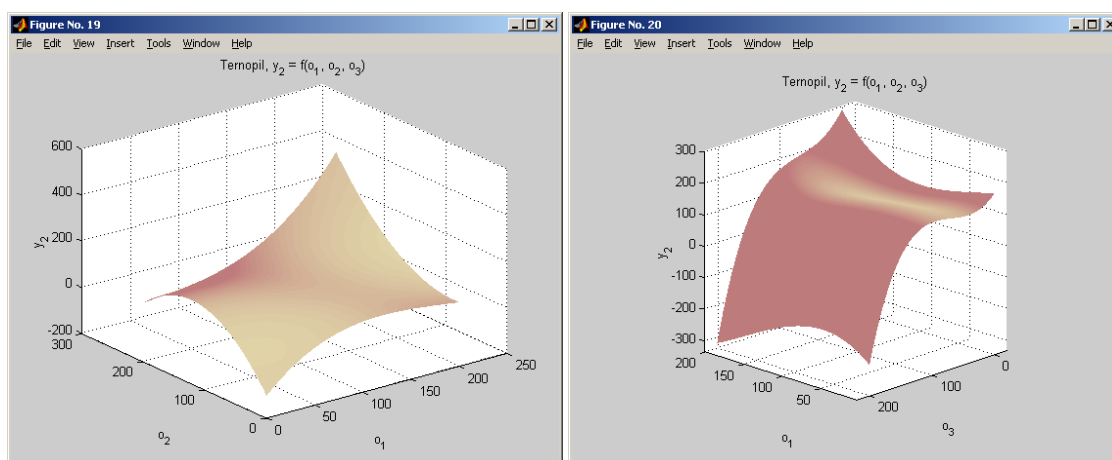 Figure No. 19
File Edit View Insert Tools Window Help
Ternopil, y₂ = f(o₁, o₂, o₃)
600
400
200
0
-200
y₂
300
200
100
0
o₂
0
50
100
150
200
250
o₁
Figure No. 20
File Edit View Insert Tools Window Help
Ternopil, y₂ = f(o₁, o₂, o₃)
300
200
100
0
-100
-200
-300
y₂
200
150
100
50
o₁
200
100
0
o₃